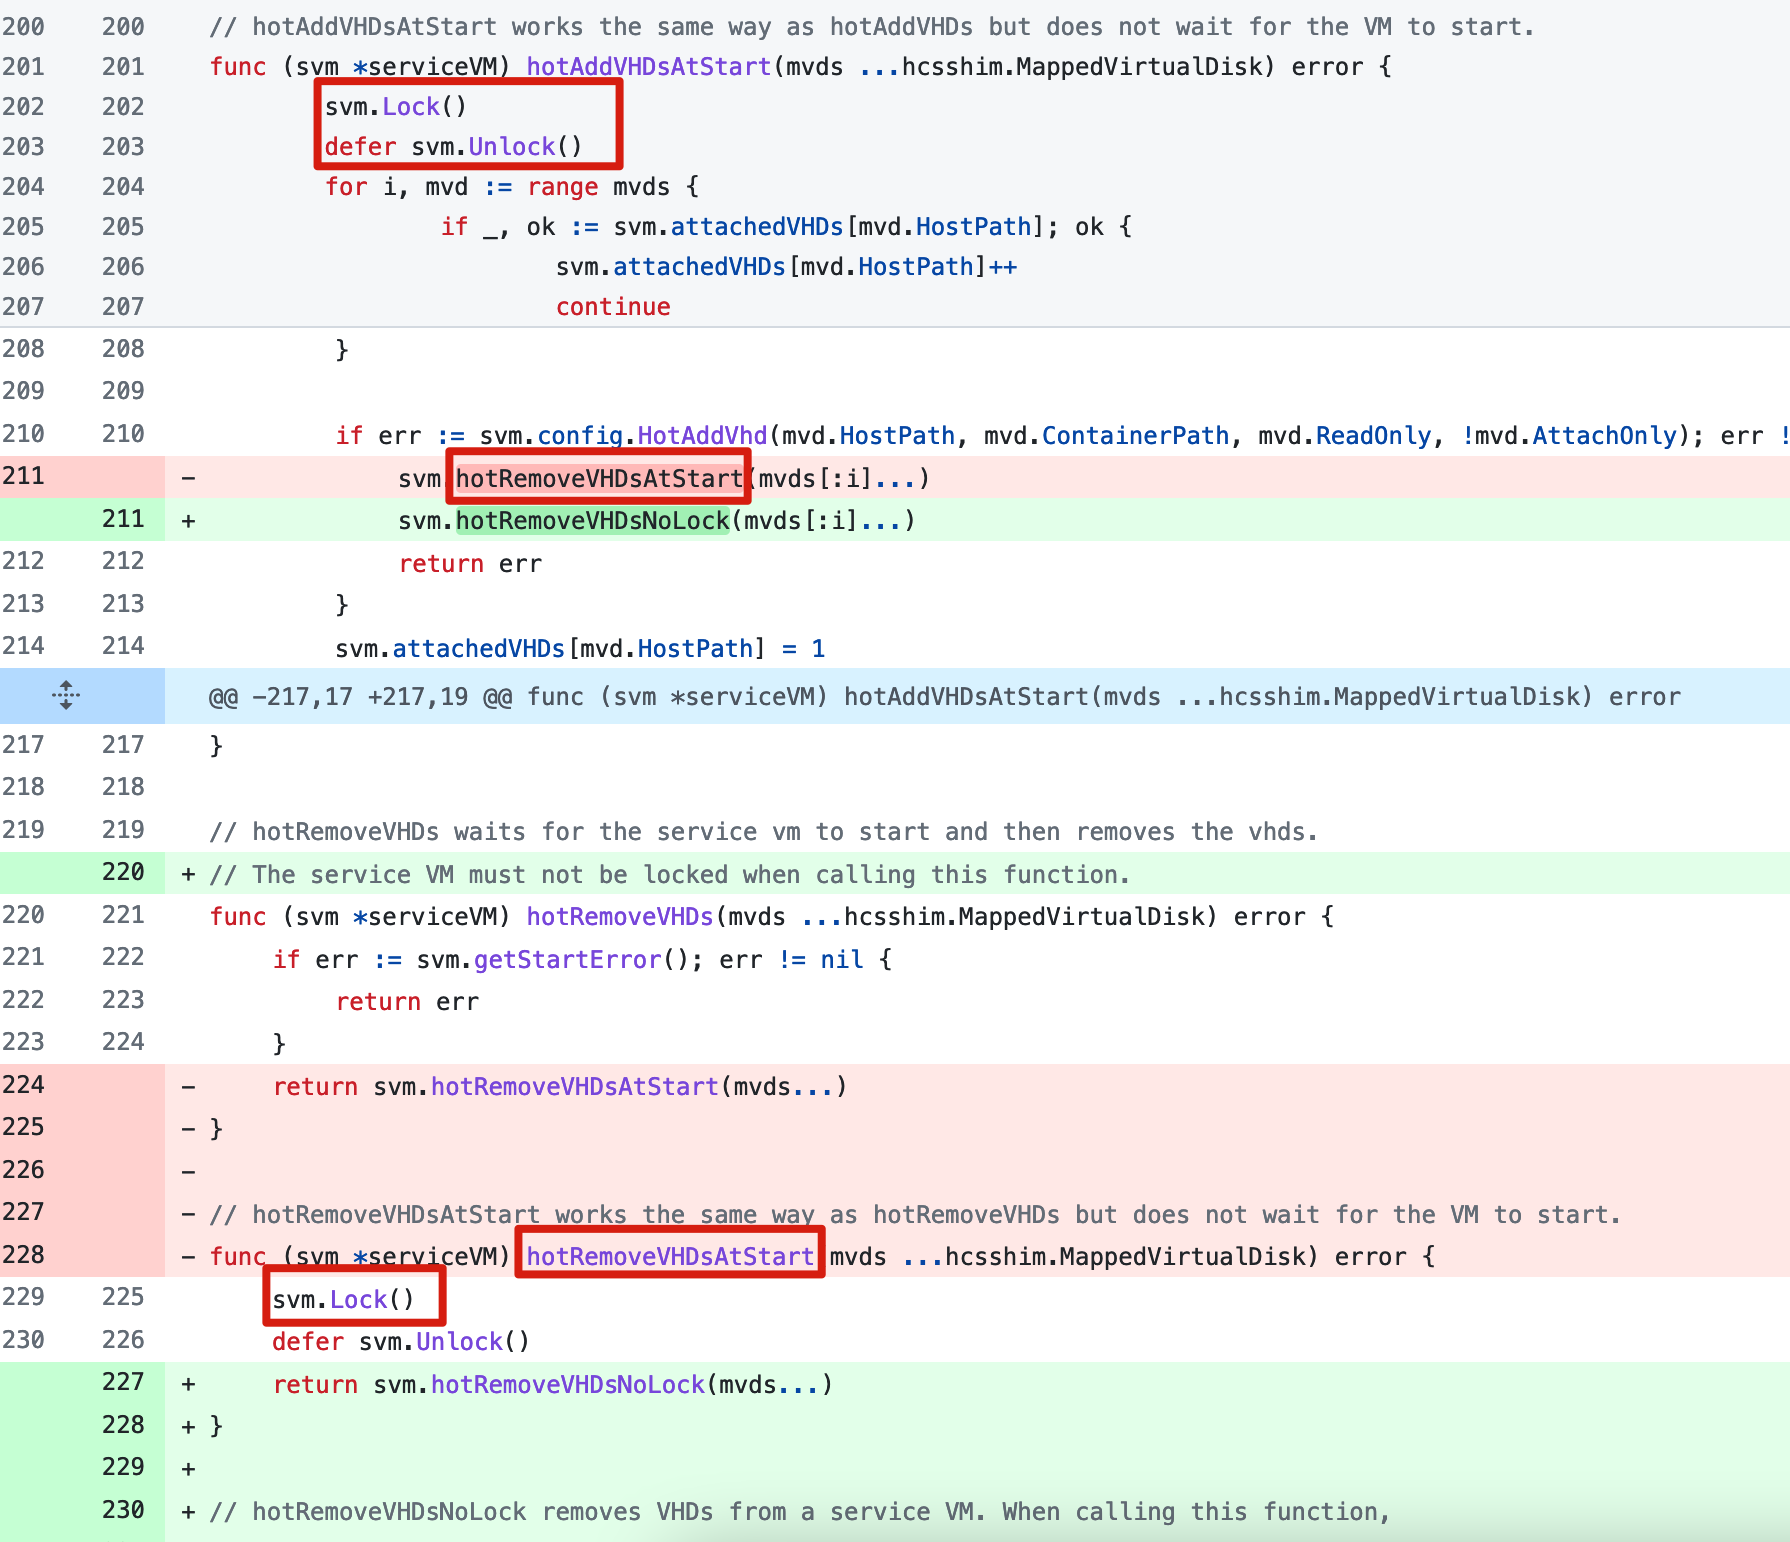 200 200 // hotAddVHDsAtStart works the same way as hotAddVHDs but does not wait for the VM to start.
201 201 func (svm *serviceVM) hotAddVHDsAtStart(mvds ...hcsshim.MappedVirtualDisk) error {
202 202 svm.Lock()
203 203 defer svm.Unlock()
204 204 for i, mvd := range mvds {
205 205 if _, ok := svm.attachedVHDs[mvd.HostPath]; ok {
206 206 svm.attachedVHDs[mvd.HostPath]++
207 207 continue
208 208 }
209 209
210 210 if err := svm.config.HotAddVhd(mvd.HostPath, mvd.ContainerPath, mvd.ReadOnly, !mvd.AttachOnly); err !
211 - svm.hotRemoveVHDsAtStart(mvds[:i]...)
211 + svm.hotRemoveVHDsNoLock(mvds[:i]...)
212 212 return err
213 213 }
214 214 svm.attachedVHDs[mvd.HostPath] = 1
@@ -217,17 +217,19 @@ func (svm *serviceVM) hotAddVHDsAtStart(mvds ...hcsshim.MappedVirtualDisk) error
217 217 }
218 218
219 219 // hotRemoveVHDs waits for the service vm to start and then removes the vhds.
220 + // The service VM must not be locked when calling this function.
220 221 func (svm *serviceVM) hotRemoveVHDs(mvds ...hcsshim.MappedVirtualDisk) error {
221 222 if err := svm.getStartError(); err != nil {
222 223 return err
223 224 }
224 - return svm.hotRemoveVHDsAtStart(mvds...)
225 - }
226 -
227 - // hotRemoveVHDsAtStart works the same way as hotRemoveVHDs but does not wait for the VM to start.
228 - func (svm *serviceVM) hotRemoveVHDsAtStart mvds ...hcsshim.MappedVirtualDisk) error {
229 225 svm.Lock()
230 226 defer svm.Unlock()
227 + return svm.hotRemoveVHDsNoLock(mvds...)
228 + }
229 +
230 + // hotRemoveVHDsNoLock removes VHDs from a service VM. When calling this function,